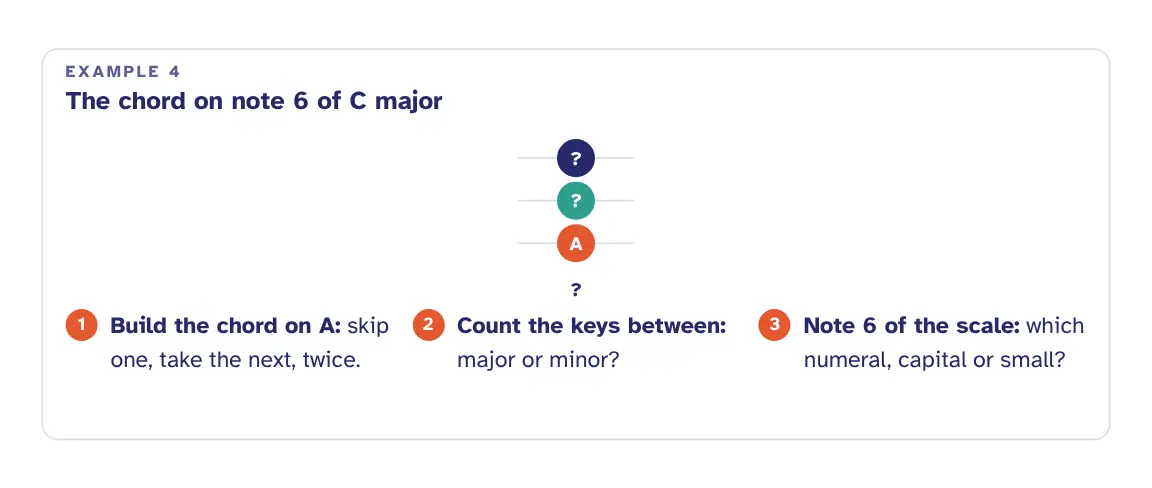 EXAMPLE 4
The chord on note 6 of C major
?
?
A
?
1 Build the chord on A: skip
one, take the next, twice.
2 Count the keys between:
major or minor?
3 Note 6 of the scale: which
numeral, capital or small?